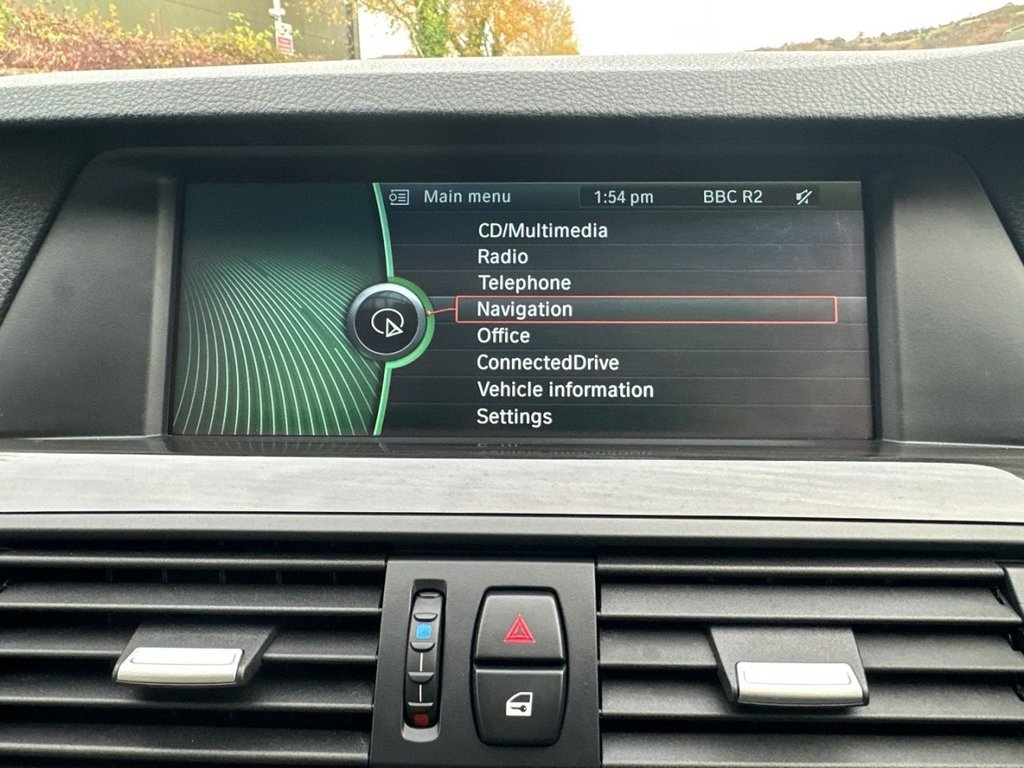 Main menu 1:54 pm BBC R2
CD/Multimedia
Radio
Telephone
Navigation
Office
ConnectedDrive
Vehicle information
Settings